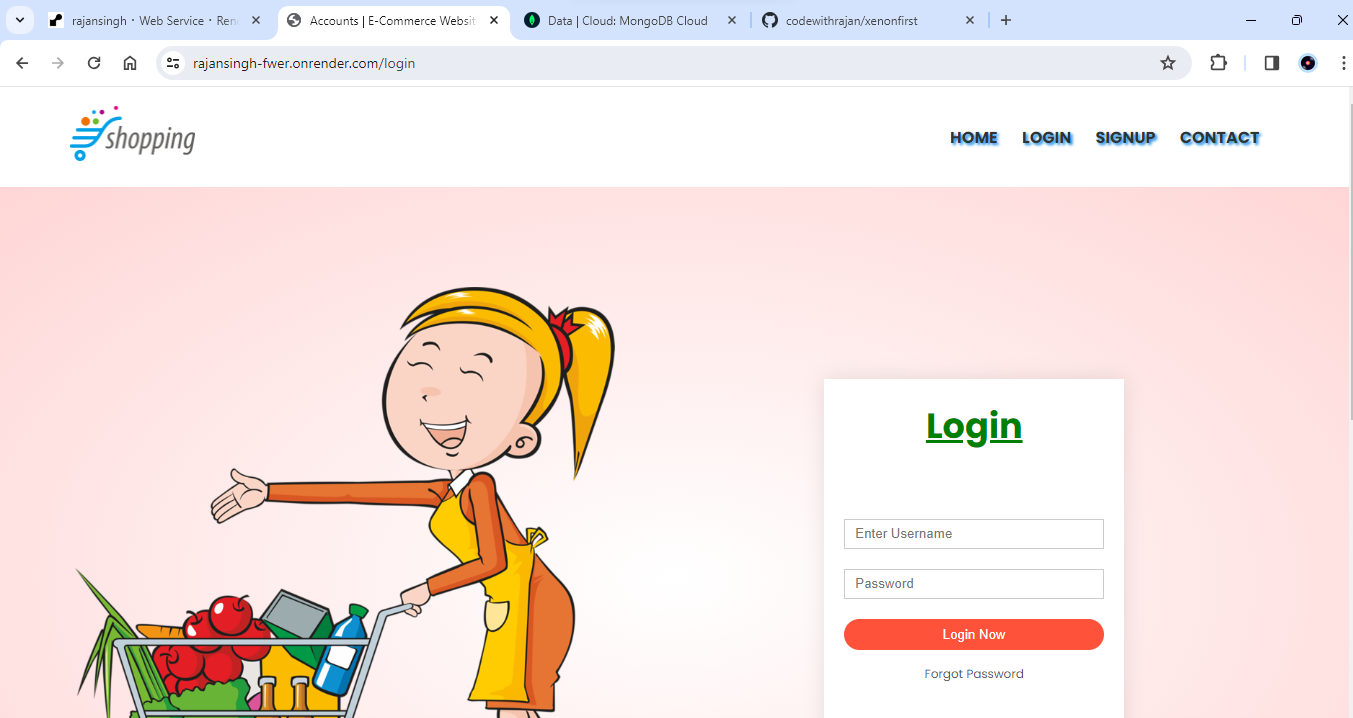 rajansingh · Web Service · Ren
Accounts | E-Commerce Websit
Data | Cloud: MongoDB Cloud
codewithrajan/xenonfirst
rajansingh-fwer.onrender.com/login
shopping
HOME LOGIN SIGNUP CONTACT
Login
Enter Username
Password
Login Now
Forgot Password